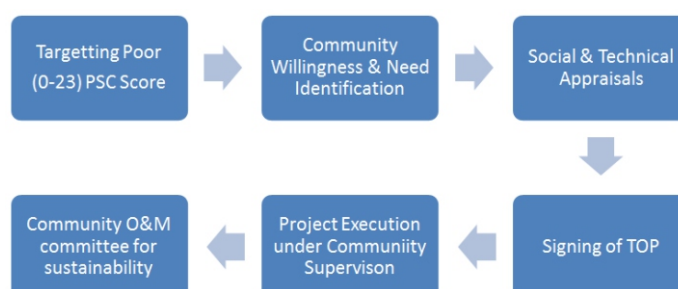 Targetting Poor
(0-23) PSC Score
Community
Willingness & Need
Identification
Social & Technical
Appraisals
Signing of TOP
Project Execution
under Communiity
Supervison
Community O&M
committee for
sustainability